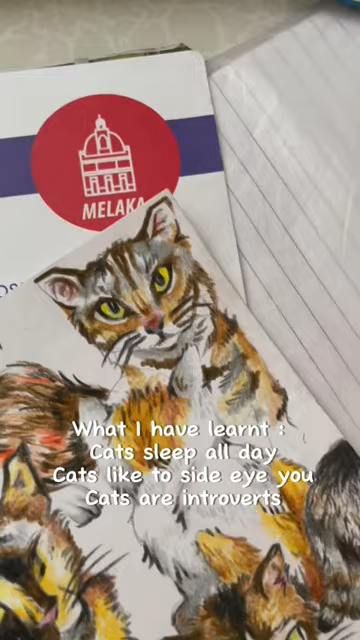 MELAKA
What I have learnt :
Cats sleep all day
Cats like to side eye you
Cats are introverts